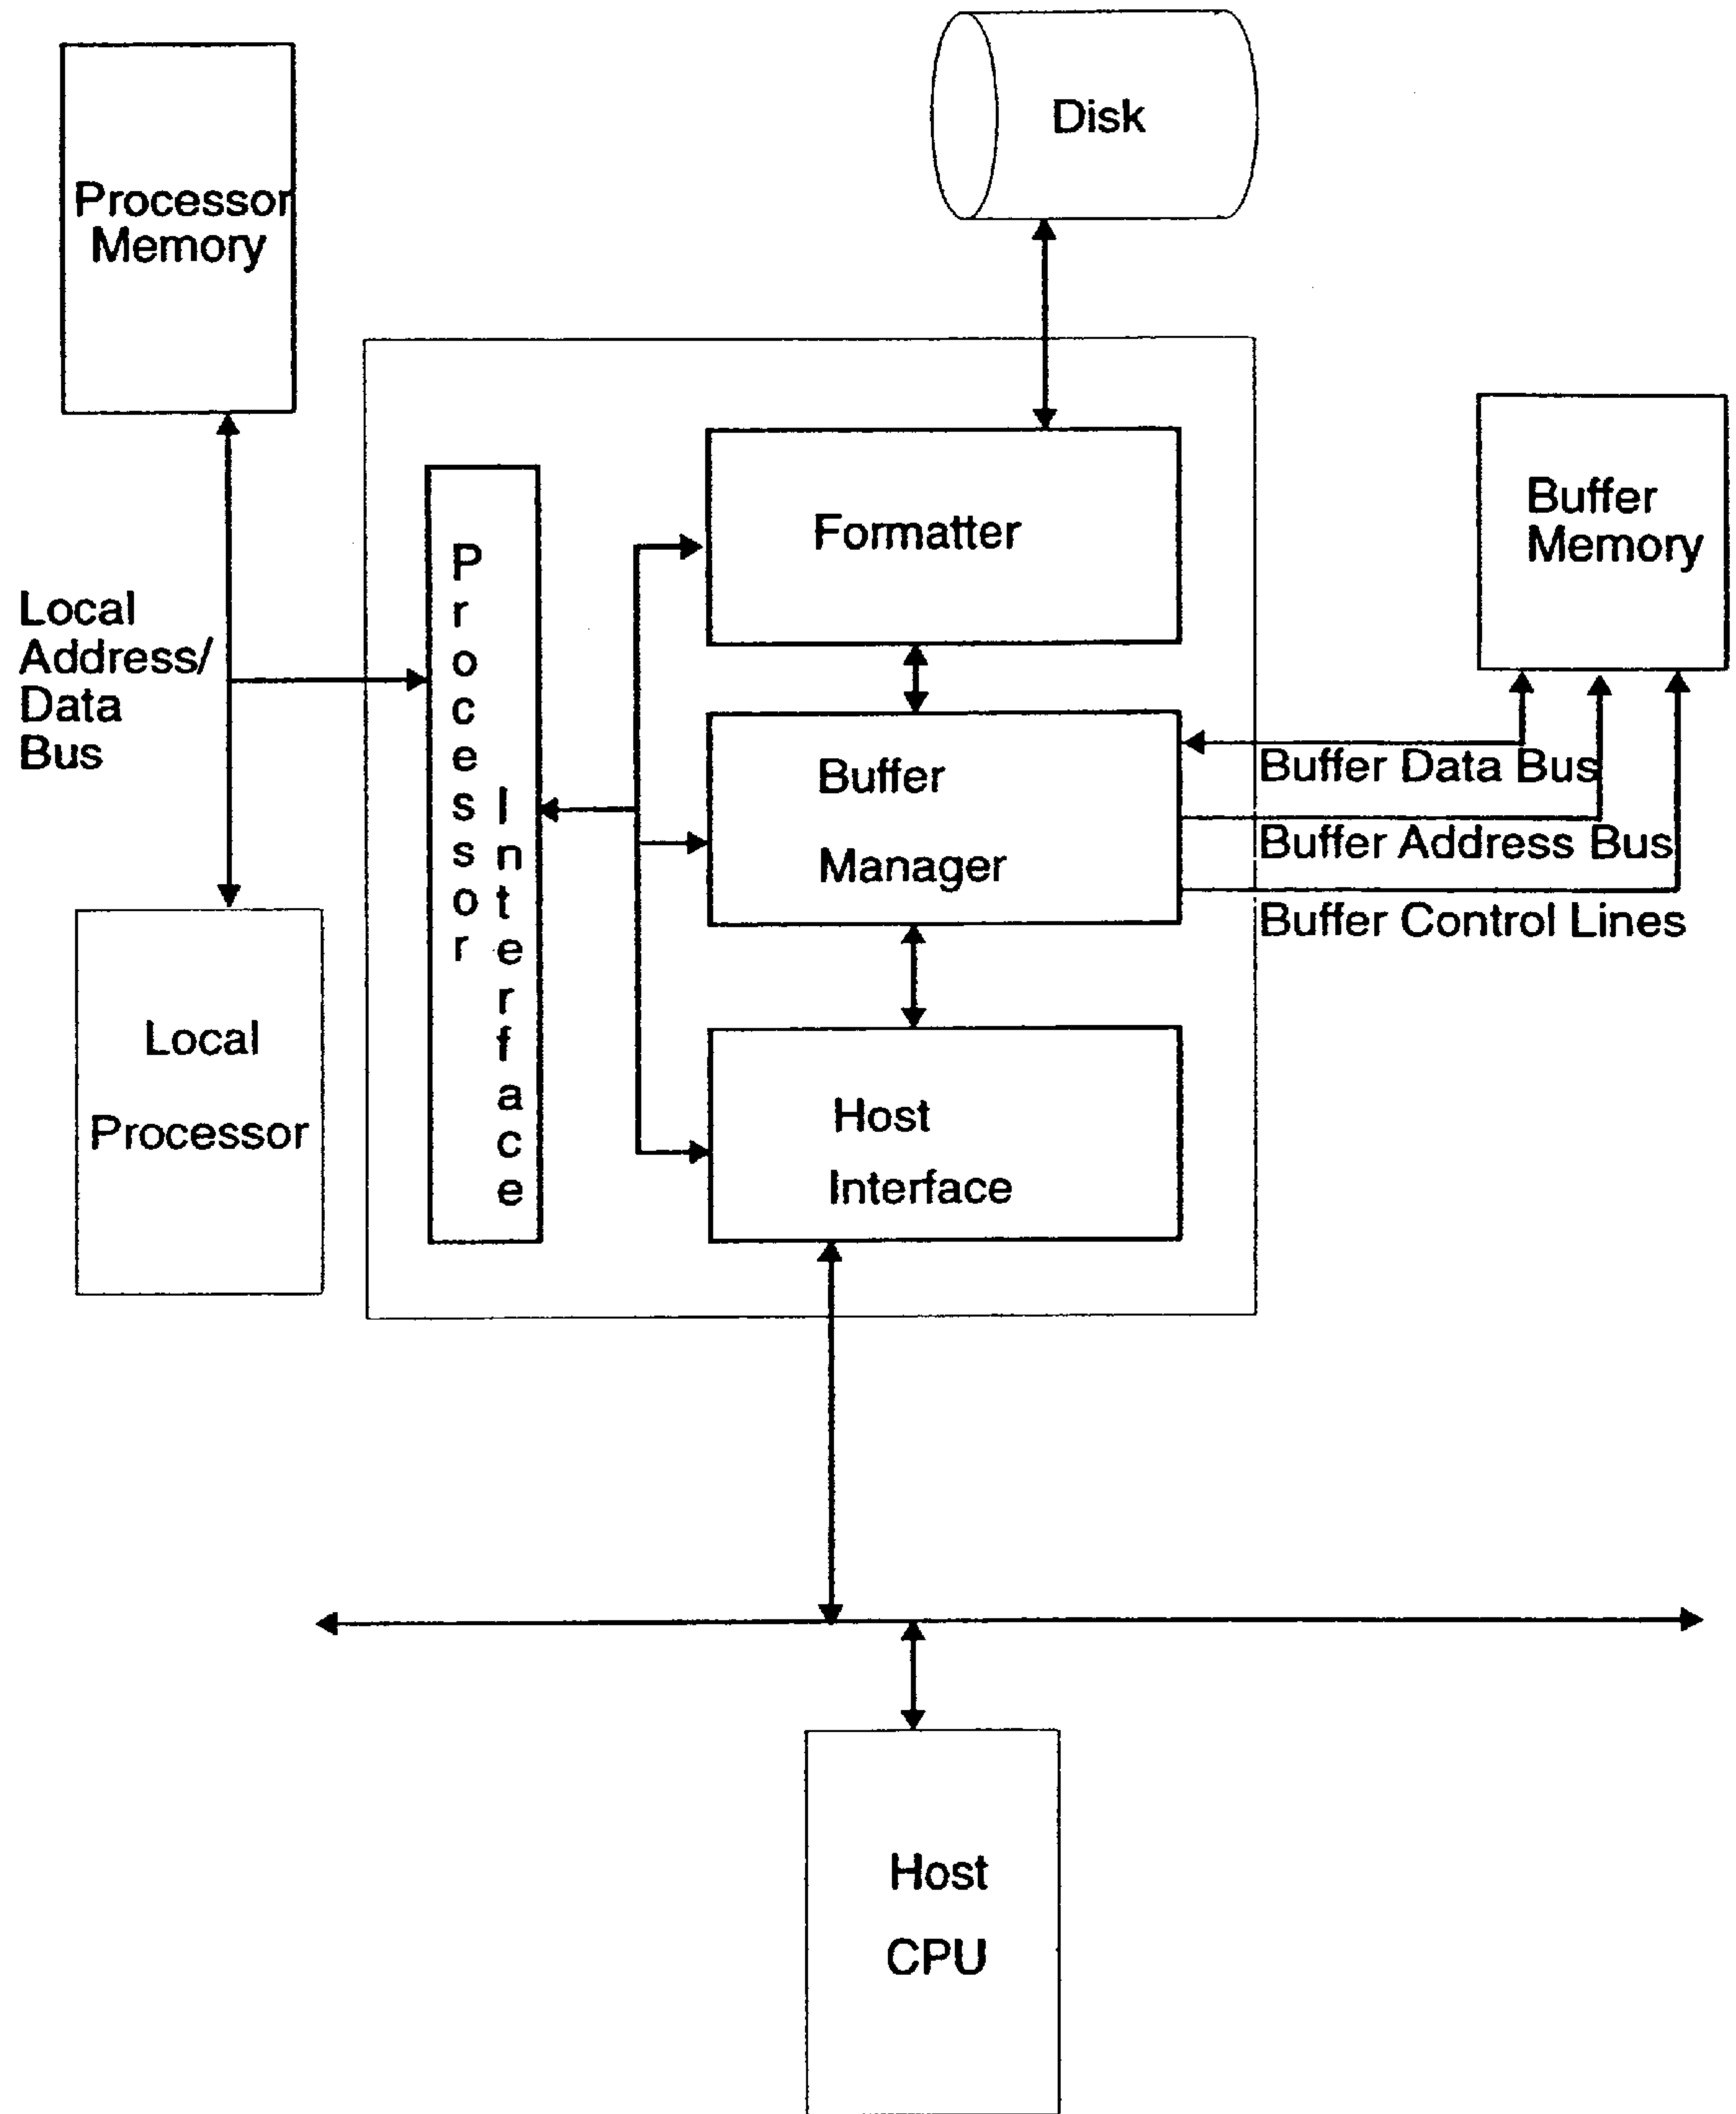 Disk
Processor
Memory
Formatter
Buffer
Memory
Local
Address/
Data
Bus
Processor
Interface
Buffer
Manager
Buffer Data Bus
Buffer Address Bus
Buffer Control Lines
Local
Processor
Host
Interface
Host
CPU